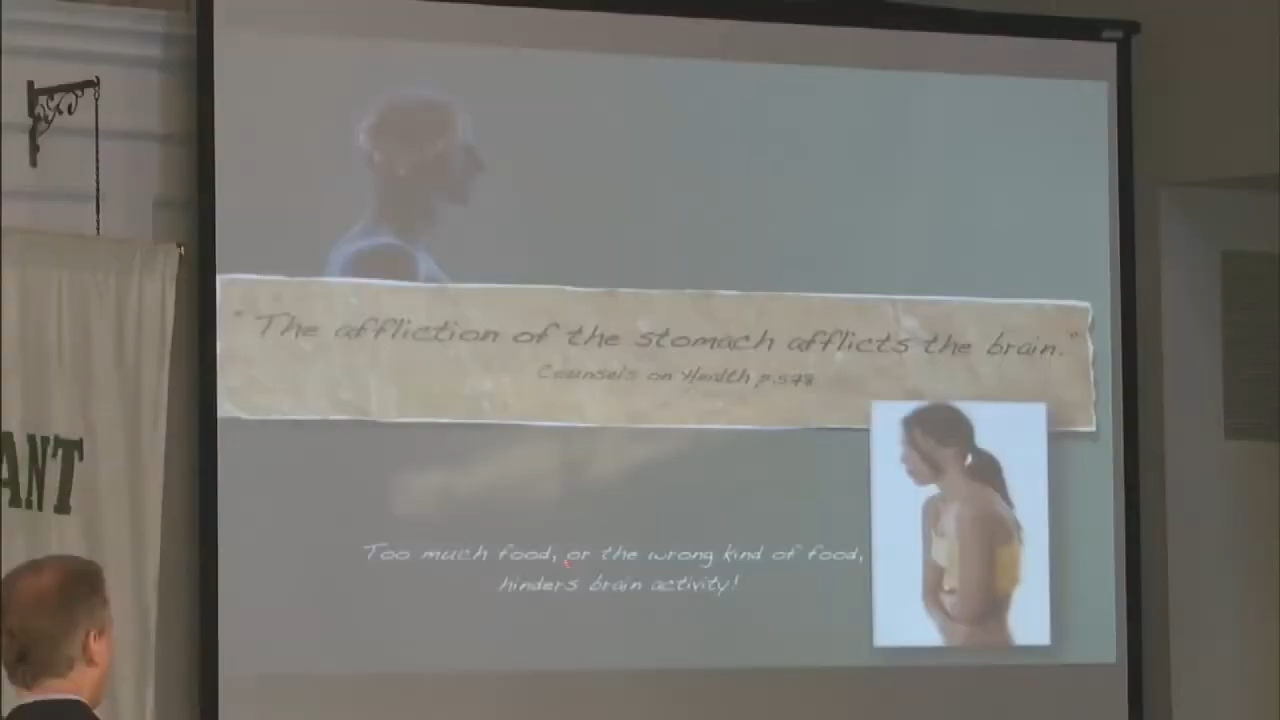 "The affliction of the stomach afflicts the brain."
Counsels on Health p.578
ANT
Too much food, or the wrong kind of food,
hinders brain activity!